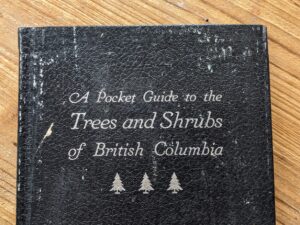 A Pocket Guide to the
Trees and Shrubs
of British Columbia